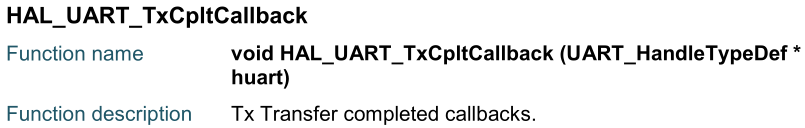 HAL_UART_TxCpltCallback
Function name void HAL_UART_TxCpltCallback (UART_HandleTypeDef *
huart)
Function description Tx Transfer completed callbacks.